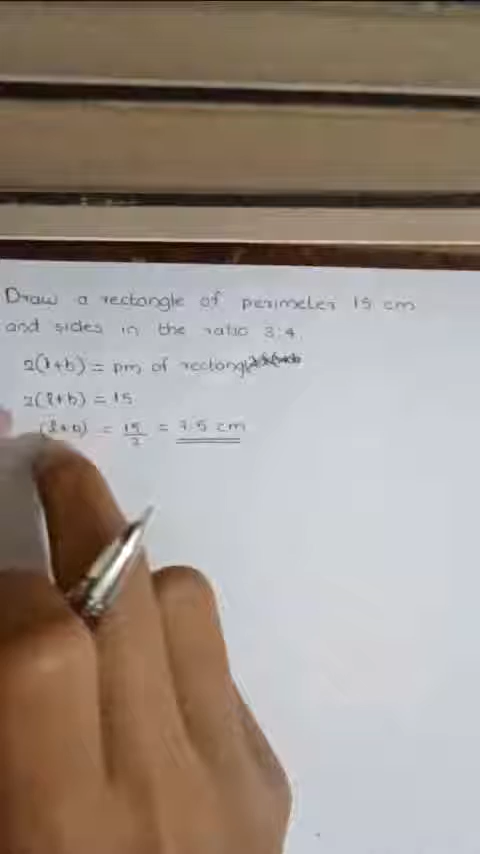 Draw a rectangle of perimeter 15 cm
and sides in the ratio 3:4
2(l+b) = pm of rectangle
2(l+b) = 15
(l+b) = 15/2 = 7.5 cm